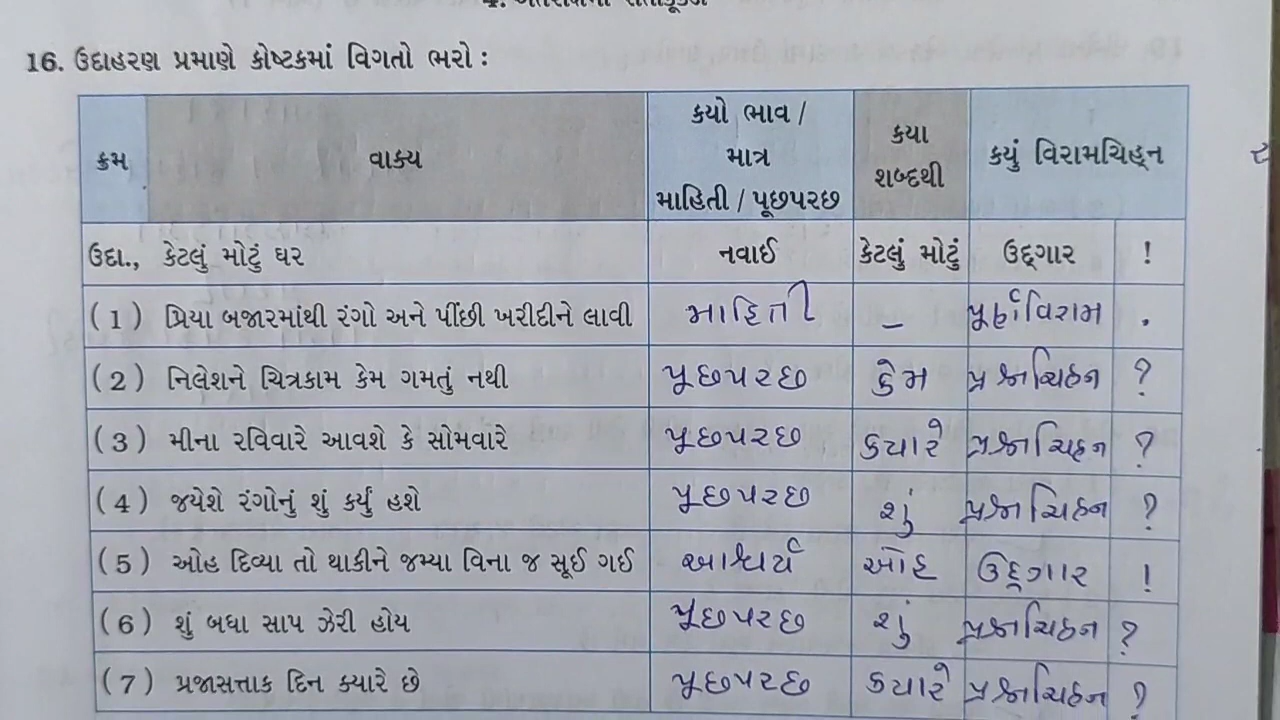 16. ઉદાહરણ પ્રમાણે કોષ્ટકમાં વિગતો ભરો :
ક્રમ વાક્ય કયો ભાવ / માત્ર માહિતી / પૂછપરછ કયા શબ્દથી કયું વિરામચિહ્ન
ઉદા., કેટલું મોટું ઘર નવાઈ કેટલું મોટું ઉદ્ગાર !
(1) પ્રિયા બજારમાંથી રંગો અને પીંછી ખરીદીને લાવી માહિતી – પૂર્ણવિરામ .
(2) નિલેશને ચિત્રકામ કેમ ગમતું નથી પૂછપરછ કેમ પ્રશ્નચિહ્ન ?
(3) મીના રવિવારે આવશે કે સોમવારે પૂછપરછ ક્યારે પ્રશ્નચિહ્ન ?
(4) જયેશે રંગોનું શું કર્યું હશે પૂછપરછ શું પ્રશ્નચિહ્ન ?
(5) ઓહ દિવ્યા તો થાકીને જમ્યા વિના જ સૂઈ ગઈ આશ્ચર્ય ઓહ ઉદ્ગાર !
(6) શું બધા સાપ ઝેરી હોય પૂછપરછ શું પ્રશ્નચિહ્ન ?
(7) પ્રજાસત્તાક દિન ક્યારે છે પૂછપરછ ક્યારે પ્રશ્નચિહ્ન ?